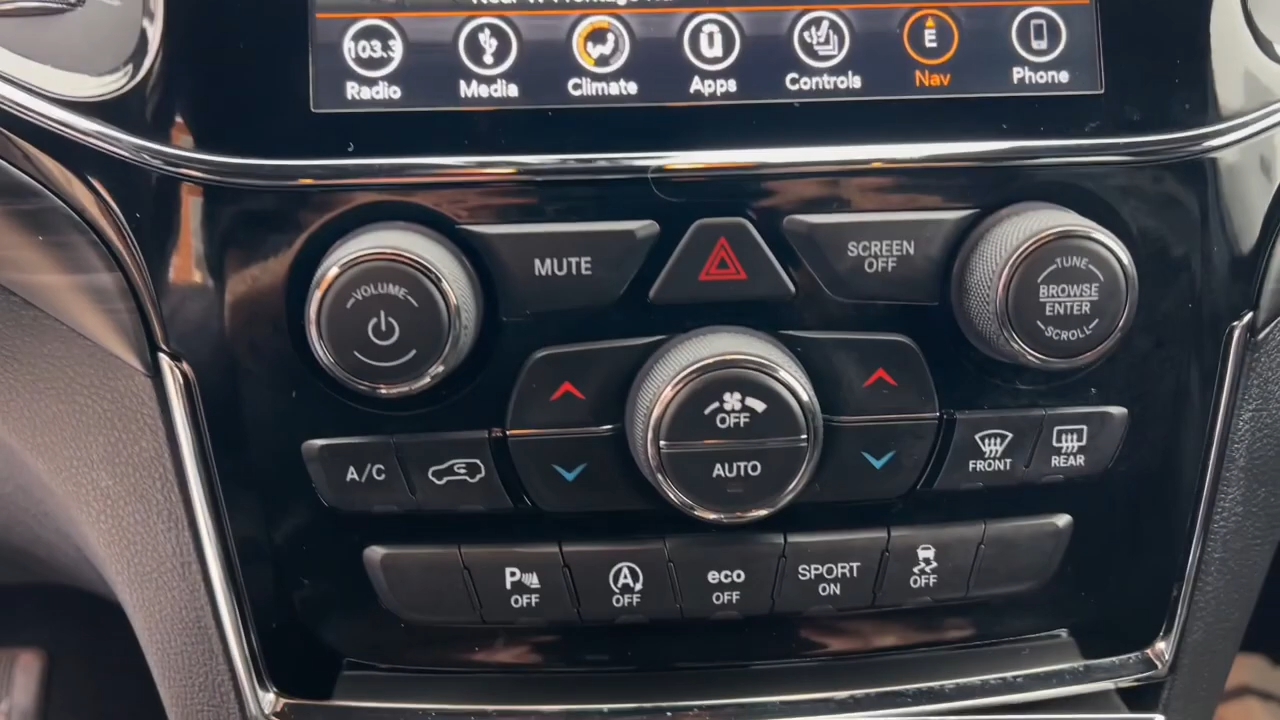 103.3
Radio
Media
Climate
Apps
Controls
E
Nav
Phone
MUTE
SCREEN
OFF
VOLUME
TUNE
BROWSE
ENTER
SCROLL
OFF
AUTO
A/C
FRONT
REAR
P
OFF
A
OFF
eco
OFF
SPORT
ON
OFF